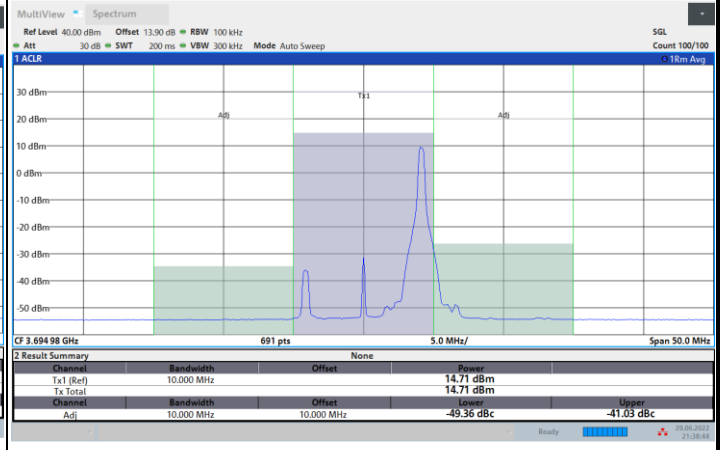 MultiView Spectrum
Ref Level 40.00 dBm Offset 13.90 dB RBW 100 kHz SGL
Att 30 dB SWT 200 ms VBW 300 kHz Mode Auto Sweep Count 100/100
1 ACLR 1Rm Avg
30 dBm
Tx1
20 dBm Adj Adj
10 dBm
0 dBm
-10 dBm
-20 dBm
-30 dBm
-40 dBm
-50 dBm
CF 3.694 98 GHz 691 pts 5.0 MHz/ Span 50.0 MHz
2 Result Summary None
Channel Bandwidth Offset Power
Tx1 (Ref) 10.000 MHz 14.71 dBm
Tx Total 14.71 dBm
Channel Bandwidth Offset Lower Upper
Adj 10.000 MHz 10.000 MHz -49.36 dBc -41.03 dBc
Ready 29.06.2022
21:38:44